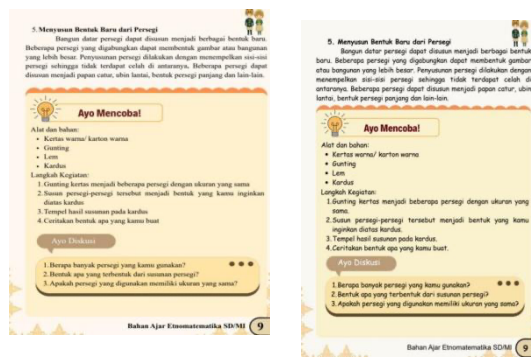 5. Menyusun Bentuk Baru dari Persegi
Bangun datar persegi dapat disusun menjadi berbagai bentuk baru.
Beberapa persegi yang digabungkan dapat membentuk gambar atau bangunan
yang lebih besar. Penyusunan persegi dilakukan dengan menempelkan sisi-sisi
persegi sehingga tidak terdapat celah di antaranya, Beberapa persegi dapat
disusun menjadi papan catur, ubin lantai, bentuk persegi panjang dan lain-lain.
Ayo Mencoba!
Alat dan bahan:
• Kertas warna/ karton warna
• Gunting
• Lem
• Kardus
Langkah Kegiatan:
1. Gunting kertas menjadi beberapa persegi dengan ukuran yang sama
2. Susun persegi-persegi tersebut menjadi bentuk yang kamu inginkan
diatas kardus
3. Tempel hasil susunan pada kardus
4. Ceritakan bentuk apa yang kamu buat
Ayo Diskusi
1. Berapa banyak persegi yang kamu gunakan?
2. Bentuk apa yang terbentuk dari susunan persegi?
3. Apakah persegi yang digunakan memiliki ukuran yang sama?
Bahan Ajar Etnomatematika SD/MI 9
5. Menyusun Bentuk Baru dari Persegi
Bangun datar persegi dapat disusun menjadi berbagai bentuk
baru. Beberapa persegi yang digabungkan dapat membentuk gambar
atau bangunan yang lebih besar. Penyusunan persegi dilakukan dengan
menempelkan sisi-sisi persegi sehingga tidak terdapat celah di
antaranya. Beberapa persegi dapat disusun menjadi papan catur, ubin
lantai, bentuk persegi panjang dan lain-lain.
Ayo Mencoba!
Alat dan bahan:
• Kertas warna/ karton warna
• Gunting
• Lem
• Kardus
Langkah Kegiatan:
1. Gunting kertas menjadi beberapa persegi dengan ukuran yang
sama.
2. Susun persegi-persegi tersebut menjadi bentuk yang kamu
inginkan diatas kardus.
3. Tempel hasil susunan pada kardus.
4. Ceritakan bentuk apa yang kamu buat.
Ayo Diskusi
1. Berapa banyak persegi yang kamu gunakan?
2. Bentuk apa yang terbentuk dari susunan persegi?
3. Apakah persegi yang digunakan memiliki ukuran yang sama?
Bahan Ajar Etnomatematika SD/MI 9